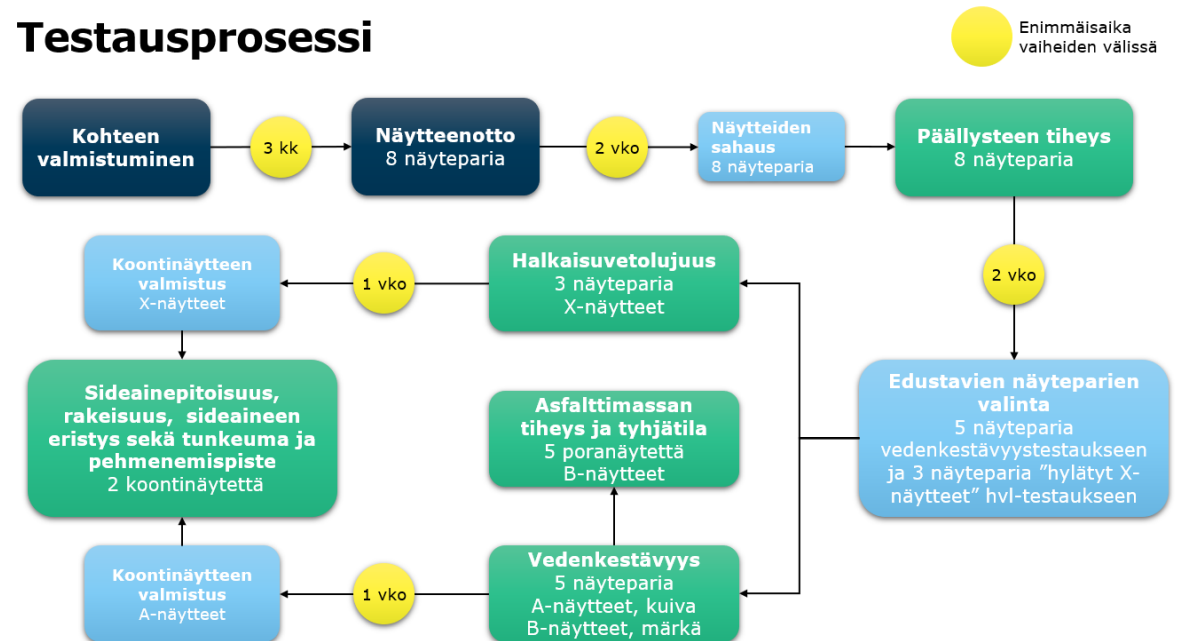 Testausprosessi
Enimmäisaika
vaiheiden välissä
Kohteen
valmistuminen
3 kk
Näytteenotto
8 näyteparia
2 vko
Näytteiden
sahaus
8 näyteparia
Päällysteen tiheys
8 näyteparia
2 vko
Edustavien näyteparien
valinta
5 näyteparia
vedenkestävyystestaukseen
ja 3 näyteparia ”hylätyt X-
näytteet” hvl-testaukseen
Halkaisuvetolujuus
3 näyteparia
X-näytteet
1 vko
Koontinäytteen
valmistus
X-näytteet
Sideainepitoisuus,
rakeisuus, sideaineen
eristys sekä tunkeuma ja
pehmenemispiste
2 koontinäytettä
Asfalttimassan
tiheys ja tyhjätila
5 poranäytettä
B-näytteet
Vedenkestävyys
5 näyteparia
A-näytteet, kuiva
B-näytteet, märkä
1 vko
Koontinäytteen
valmistus
A-näytteet